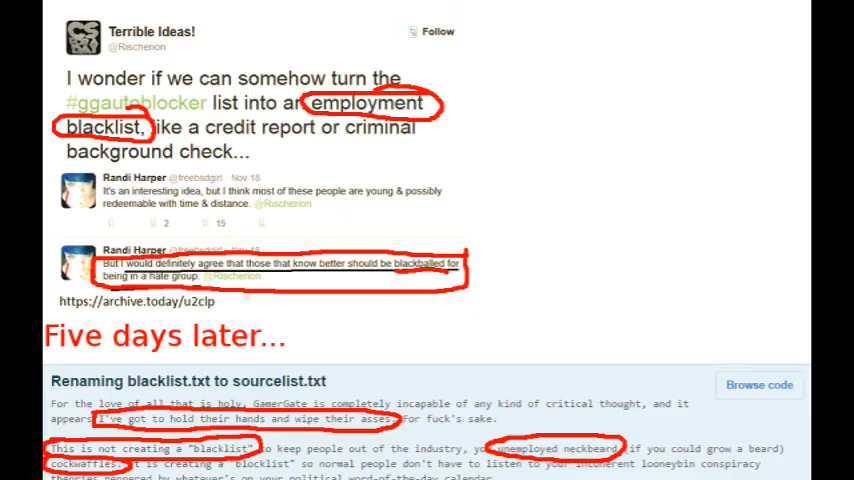 Terrible Ideas!
@Rischerion
Follow
I wonder if we can somehow turn the
#ggautoblocker list into an employment
blacklist, like a credit report or criminal
background check...
Randi Harper @freebsdgirl · Nov 18
It's an interesting idea, but I think most of these people are young & possibly
redeemable with time & distance. @Rischerion
2 15
Randi Harper @freebsdgirl · Nov 18
But I would definitely agree that those that know better should be blackballed for
being in a hate group. @Rischerion
https://archive.today/u2clp
Five days later...
Renaming blacklist.txt to sourcelist.txt
Browse code
For the love of all that is holy, GamerGate is completely incapable of any kind of critical thought, and it
appears I've got to hold their hands and wipe their asses. For fuck's sake.
This is not creating a "blacklist" to keep people out of the industry, you unemployed neckbeard (if you could grow a beard)
cockwaffles. It is creating a "blocklist" so normal people don't have to listen to your incoherent looneybin conspiracy
theories peppered by whatever's on your political word-of-the-day calendar.